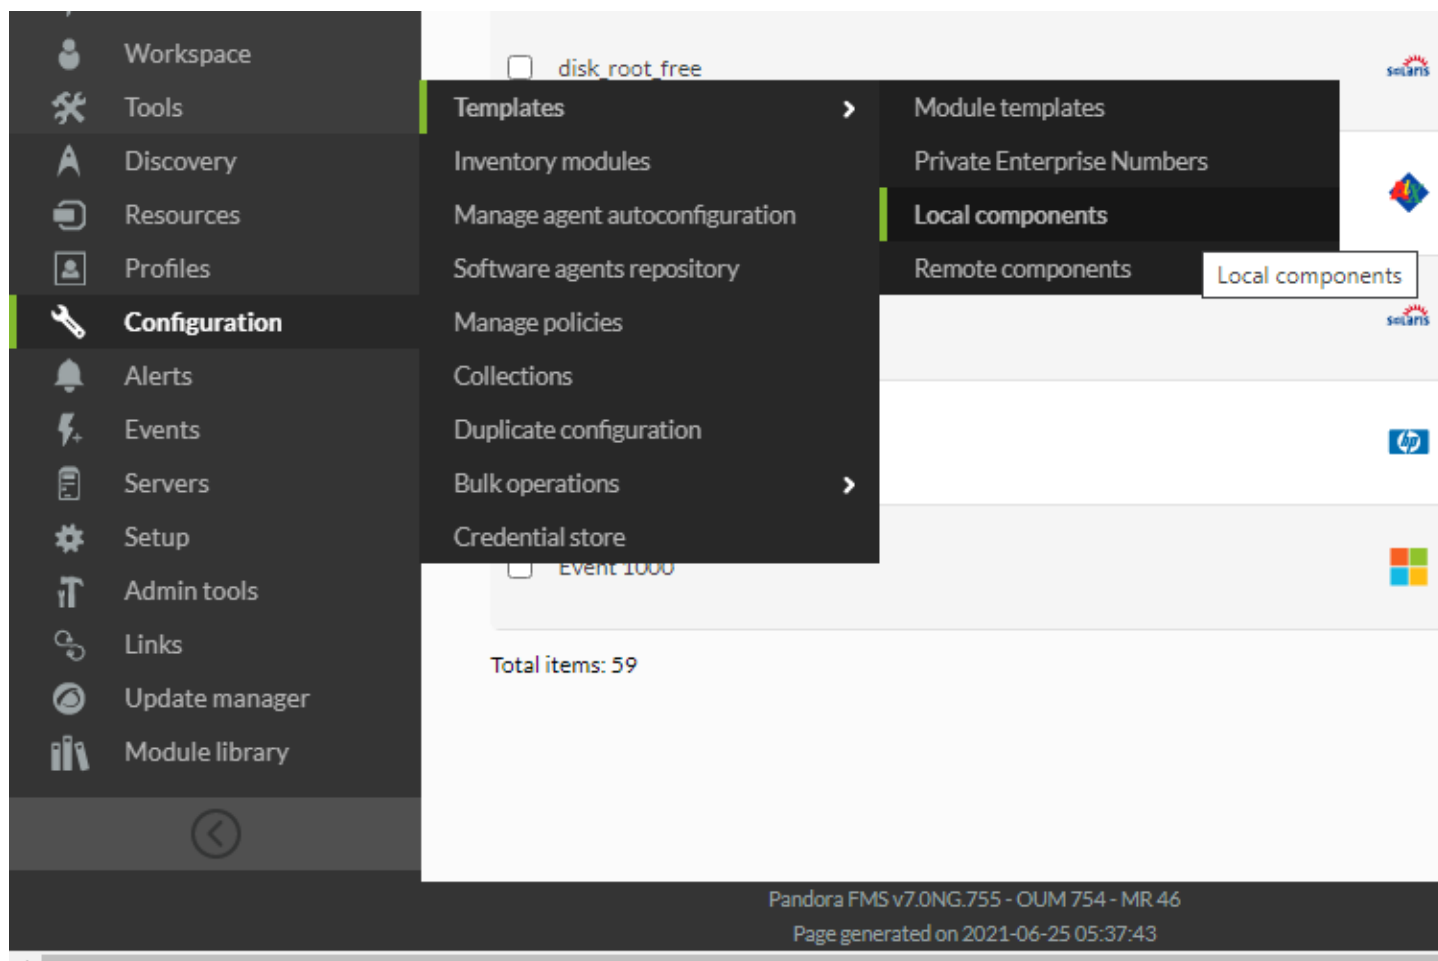 Workspace
Tools
Discovery
Resources
Profiles
Configuration
Alerts
Events
Servers
Setup
Admin tools
Links
Update manager
Module library
disk_root_free
Templates
Inventory modules
Manage agent autoconfiguration
Software agents repository
Manage policies
Collections
Duplicate configuration
Bulk operations
Credential store
Module templates
Private Enterprise Numbers
Local components
Remote components
Local components
solaris
solaris
hp
Event 1000
Total items: 59
Pandora FMS v7.0NG.755 - OUM 754 - MR 46
Page generated on 2021-06-25 05:37:43